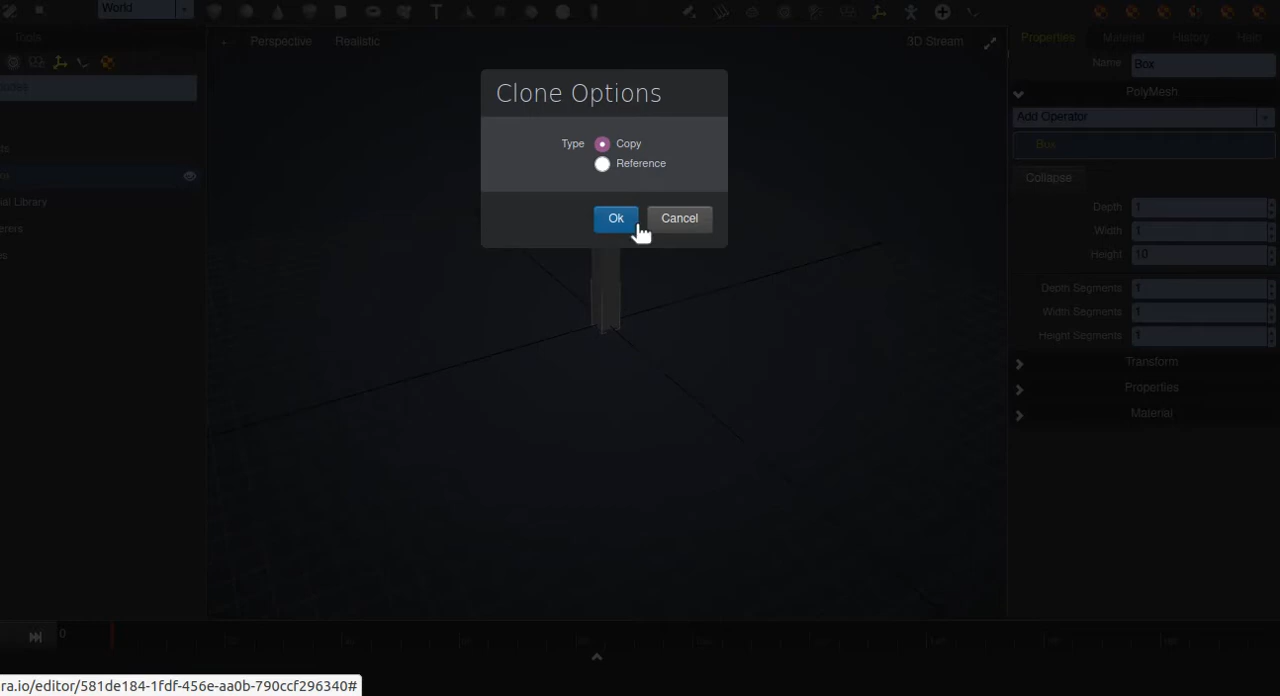 World
Tools
Perspective
Realistic
3D Stream
Properties
Material
History
Help
Name
Box
Clone Options
PolyMesh
Add Operator
Type
Copy
Reference
Box
Collapse
Ok
Cancel
ial Library
Depth
1
Width
1
Height
10
Depth Segments
1
Width Segments
1
Height Segments
1
Transform
Properties
Material
0
ra.io/editor/581de184-1fdf-456e-aa0b-790ccf296340#